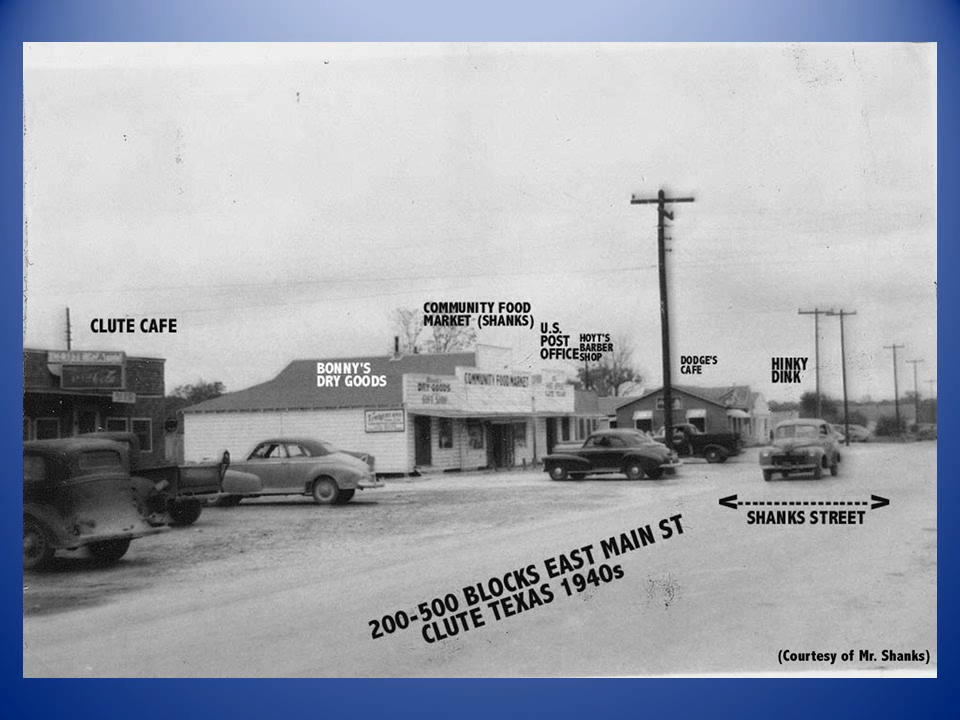 CLUTE CAFE
COMMUNITY FOOD
MARKET (SHANKS)
U.S.
POST
OFFICE
HOYT'S
BARBER
SHOP
BONNY'S
DRY GOODS
DODGE'S
CAFE
HINKY
DINK
DRY GOODS
GIFT SHOP
COMMUNITY FOOD MARKET
<-------------->
SHANKS STREET
200-500 BLOCKS EAST MAIN ST
CLUTE TEXAS 1940s
(Courtesy of Mr. Shanks)